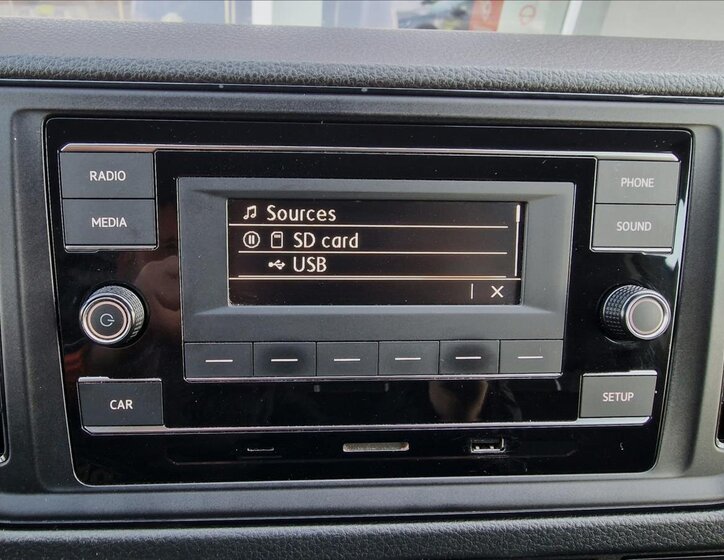 RADIO
MEDIA
PHONE
SOUND
Sources
SD card
USB
CAR
SETUP